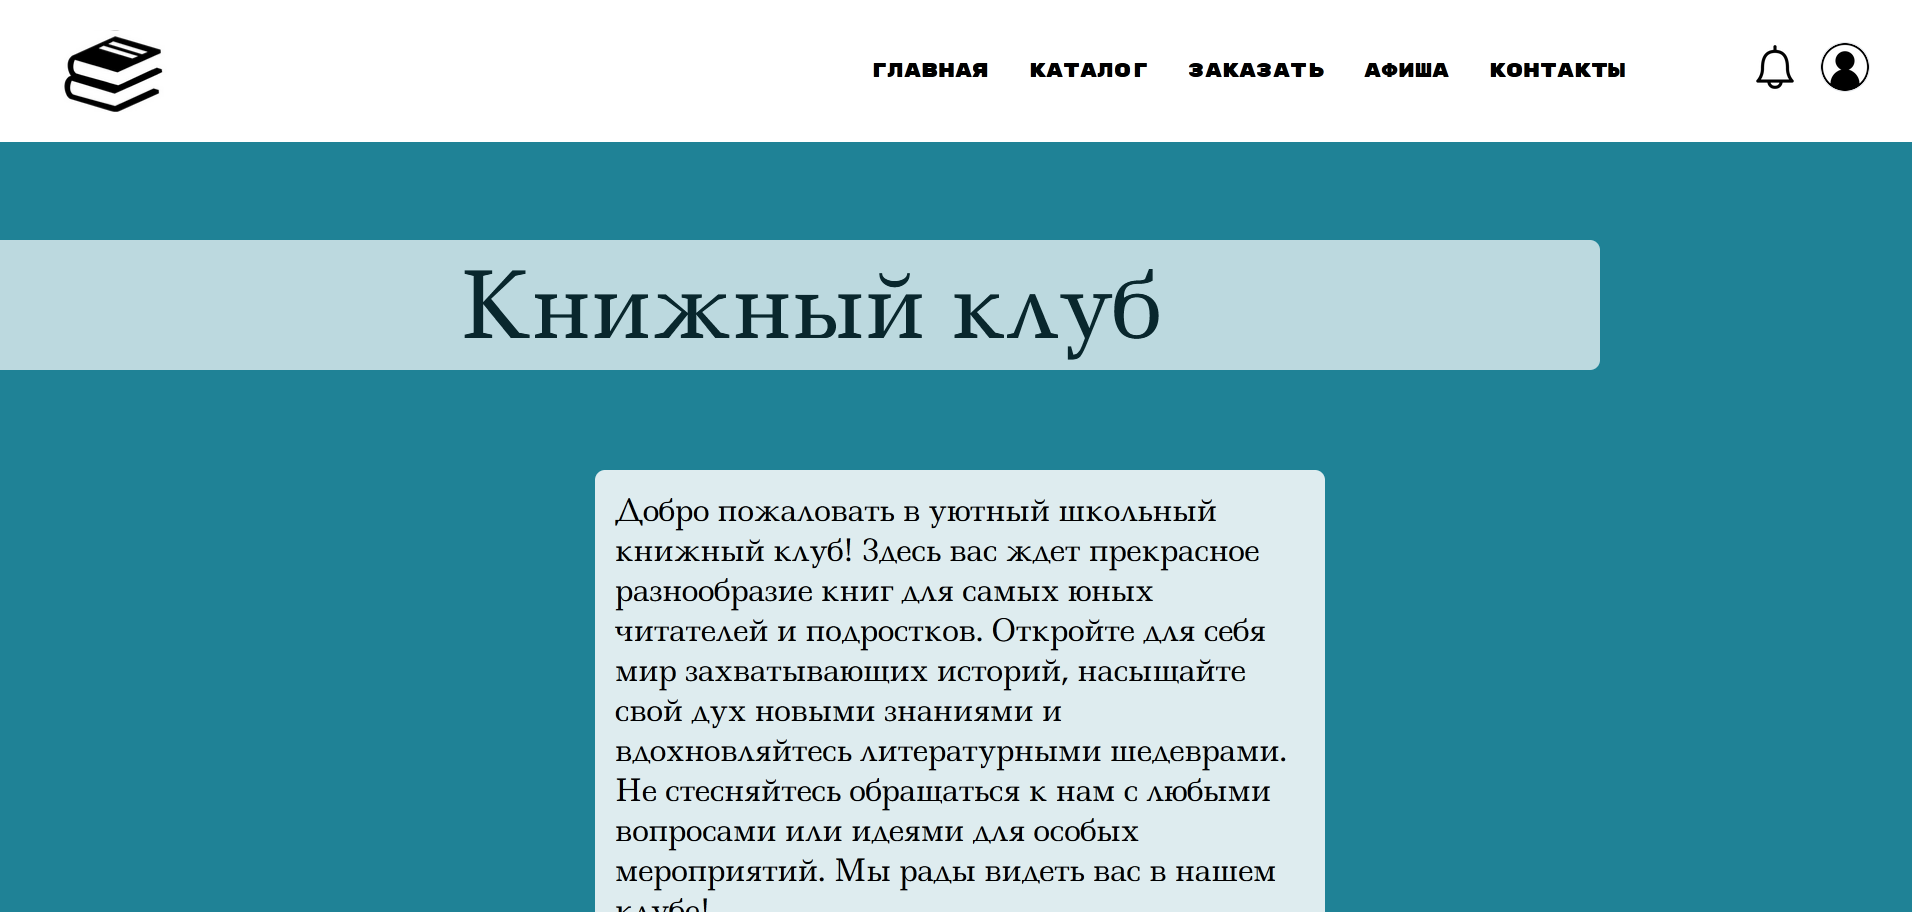 ГЛАВНАЯ КАТАЛОГ ЗАКАЗАТЬ АФИША КОНТАКТЫ
Книжный клуб
Добро пожаловать в уютный школьный
книжный клуб! Здесь вас ждет прекрасное
разнообразие книг для самых юных
читателей и подростков. Откройте для себя
мир захватывающих историй, насыщайте
свой дух новыми знаниями и
вдохновляйтесь литературными шедеврами.
Не стесняйтесь обращаться к нам с любыми
вопросами или идеями для особых
мероприятий. Мы рады видеть вас в нашем
клубе!